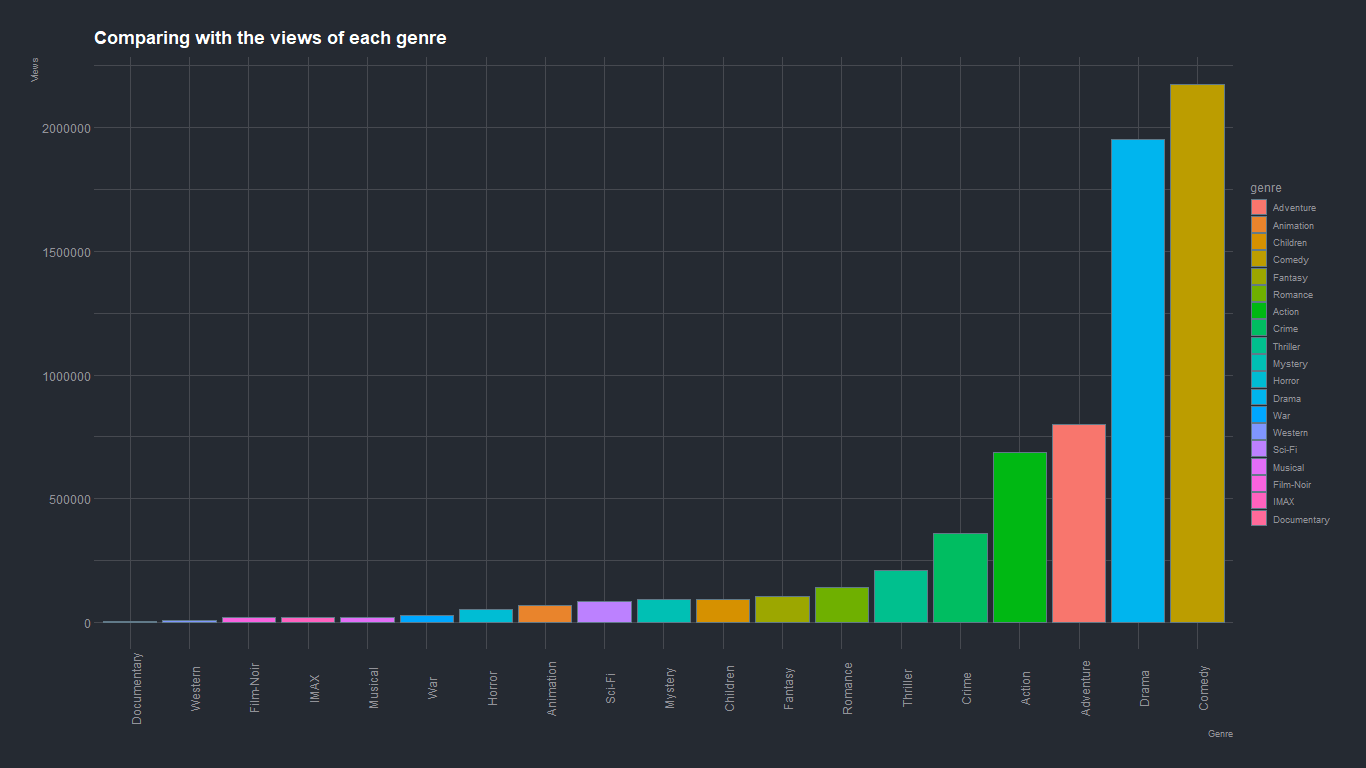 Comparing with the views of each genre
Views
2000000
1500000
1000000
500000
0
Documentary
Western
Film-Noir
IMAX
Musical
War
Horror
Animation
Sci-Fi
Mystery
Children
Fantasy
Romance
Thriller
Crime
Action
Adventure
Drama
Comedy
Genre
genre
Adventure
Animation
Children
Comedy
Fantasy
Romance
Action
Crime
Thriller
Mystery
Horror
Drama
War
Western
Sci-Fi
Musical
Film-Noir
IMAX
Documentary